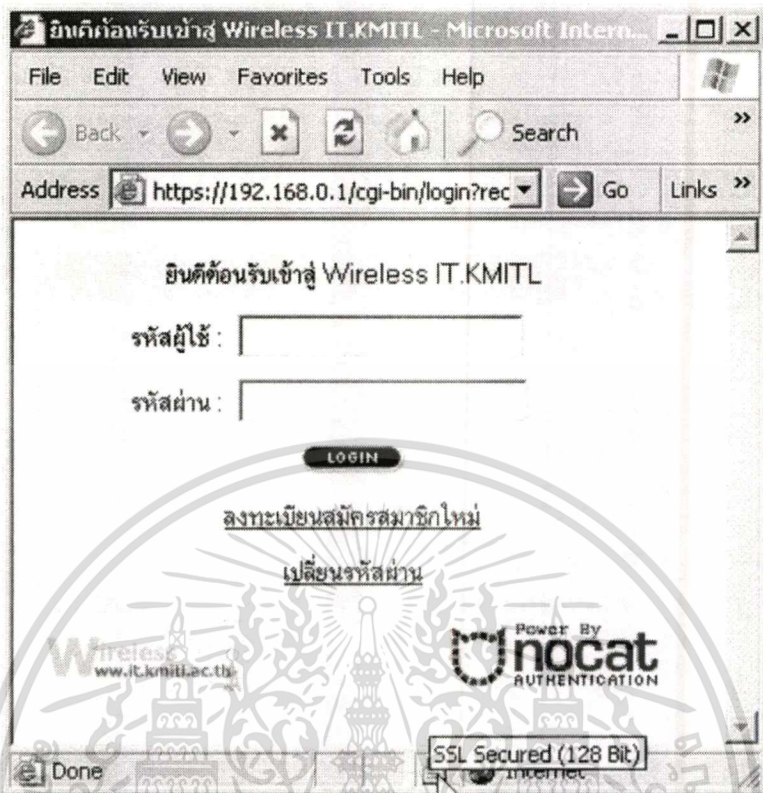 ยินดีต้อนรับเข้าสู่ Wireless IT.KMITL - Microsoft Intern...
File Edit View Favorites Tools Help
Back Search »
Address https://192.168.0.1/cgi-bin/login?rec Go Links »
ยินดีต้อนรับเข้าสู่ Wireless IT.KMITL
รหัสผู้ใช้ :
รหัสผ่าน :
LOGIN
ลงทะเบียนสมัครสมาชิกใหม่
เปลี่ยนรหัสผ่าน
Wireless
www.it.kmitl.ac.th
Power By
nocat
AUTHENTICATION
SSL Secured (128 Bit)
Done Internet